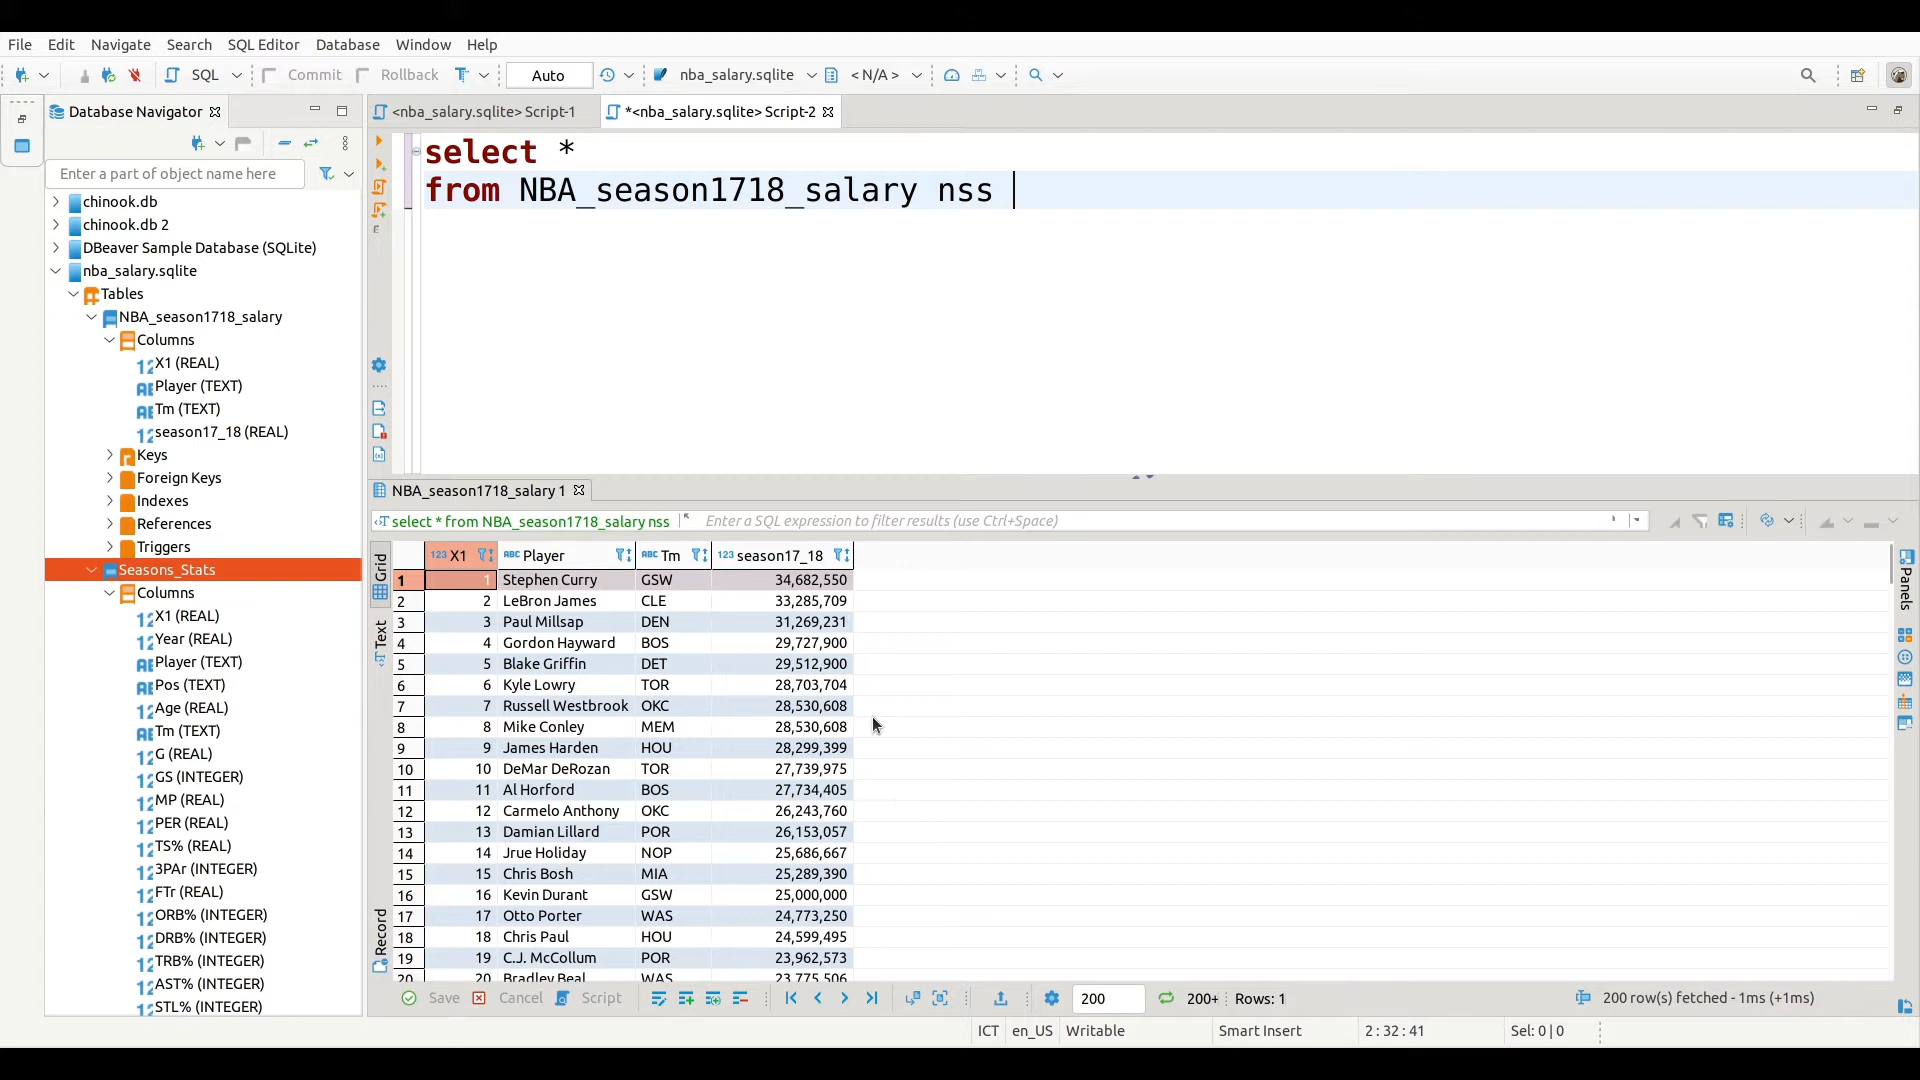 File Edit Navigate Search SQL Editor Database Window Help
SQL Commit Rollback T Auto nba_salary.sqlite < N/A >
Database Navigator
<nba_salary.sqlite> Script-1 *<nba_salary.sqlite> Script-2
Enter a part of object name here
chinook.db
chinook.db 2
DBeaver Sample Database (SQLite)
nba_salary.sqlite
Tables
NBA_season1718_salary
Columns
X1 (REAL)
Player (TEXT)
Tm (TEXT)
season17_18 (REAL)
Keys
Foreign Keys
Indexes
References
Triggers
Seasons_Stats
Columns
X1 (REAL)
Year (REAL)
Player (TEXT)
Pos (TEXT)
Age (REAL)
Tm (TEXT)
G (REAL)
GS (INTEGER)
MP (REAL)
PER (REAL)
TS% (REAL)
3PAr (INTEGER)
FTr (REAL)
ORB% (INTEGER)
DRB% (INTEGER)
TRB% (INTEGER)
AST% (INTEGER)
STL% (INTEGER)
select *
from NBA_season1718_salary nss
NBA_season1718_salary 1
select * from NBA_season1718_salary nss Enter a SQL expression to filter results (use Ctrl+Space)
Grid
Text
Record
Panels
123 X1 ABC Player ABC Tm 123 season17_18
1 1 Stephen Curry GSW 34,682,550
2 2 LeBron James CLE 33,285,709
3 3 Paul Millsap DEN 31,269,231
4 4 Gordon Hayward BOS 29,727,900
5 5 Blake Griffin DET 29,512,900
6 6 Kyle Lowry TOR 28,703,704
7 7 Russell Westbrook OKC 28,530,608
8 8 Mike Conley MEM 28,530,608
9 9 James Harden HOU 28,299,399
10 10 DeMar DeRozan TOR 27,739,975
11 11 Al Horford BOS 27,734,405
12 12 Carmelo Anthony OKC 26,243,760
13 13 Damian Lillard POR 26,153,057
14 14 Jrue Holiday NOP 25,686,667
15 15 Chris Bosh MIA 25,289,390
16 16 Kevin Durant GSW 25,000,000
17 17 Otto Porter WAS 24,773,250
18 18 Chris Paul HOU 24,599,495
19 19 C.J. McCollum POR 23,962,573
20 20 Bradley Beal WAS 23,775,506
Save Cancel Script 200 200+ Rows: 1 200 row(s) fetched - 1ms (+1ms)
ICT en_US Writable Smart Insert 2 : 32 : 41 Sel: 0 | 0